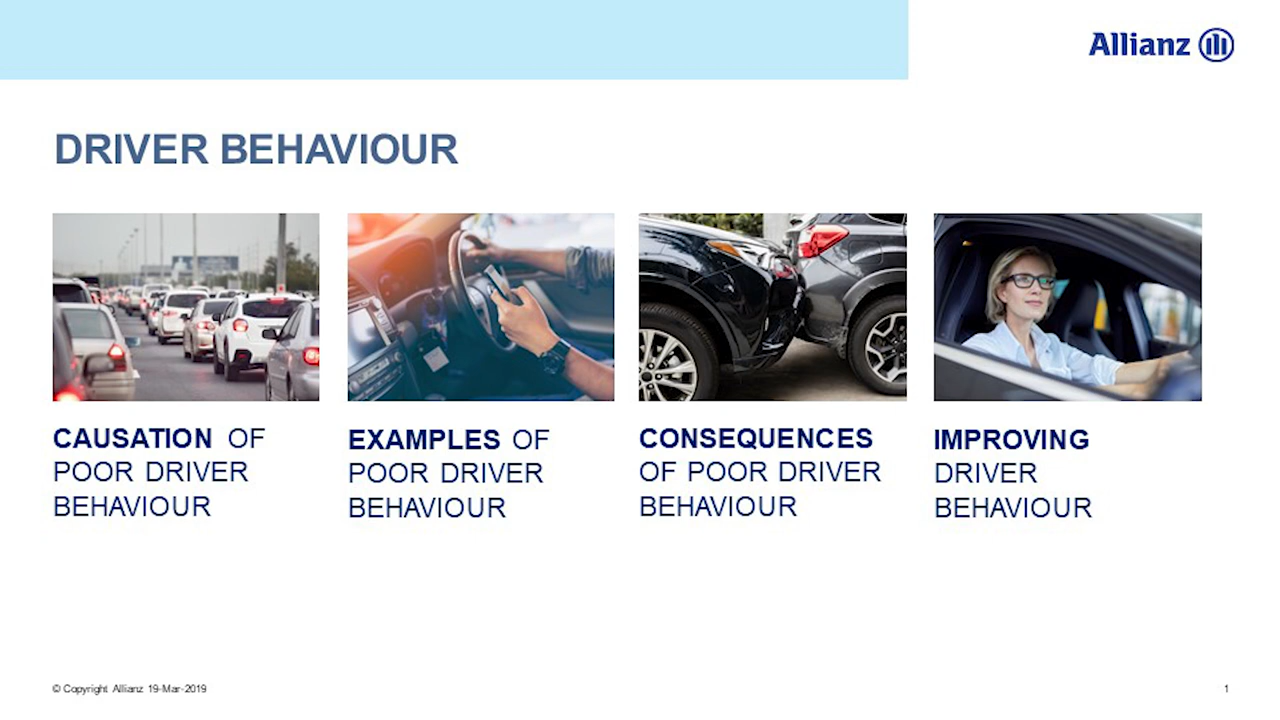 Allianz
DRIVER BEHAVIOUR
CAUSATION OF
POOR DRIVER
BEHAVIOUR
EXAMPLES OF
POOR DRIVER
BEHAVIOUR
CONSEQUENCES
OF POOR DRIVER
BEHAVIOUR
IMPROVING
DRIVER
BEHAVIOUR
© Copyright Allianz 19-Mar-2019
1